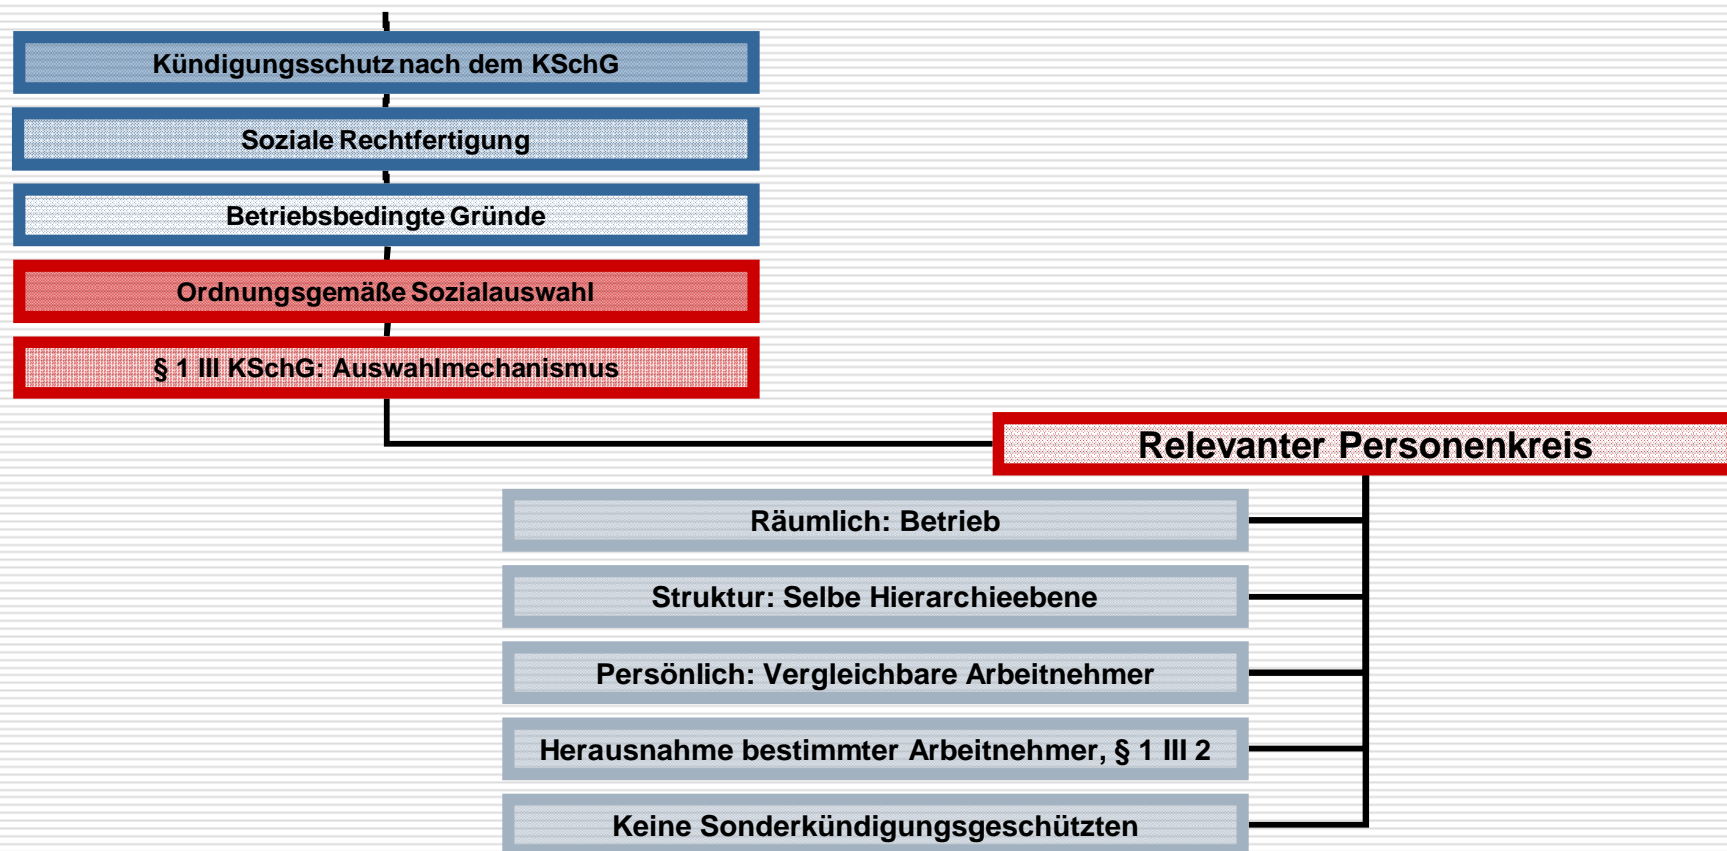 Kündigungsschutz nach dem KSchG
Soziale Rechtfertigung
Betriebsbedingte Gründe
Ordnungsgemäße Sozialauswahl
§ 1 III KSchG: Auswahlmechanismus
Relevanter Personenkreis
Räumlich: Betrieb
Struktur: Selbe Hierarchieebene
Persönlich: Vergleichbare Arbeitnehmer
Herausnahme bestimmter Arbeitnehmer, § 1 III 2
Keine Sonderkündigungsgeschützten